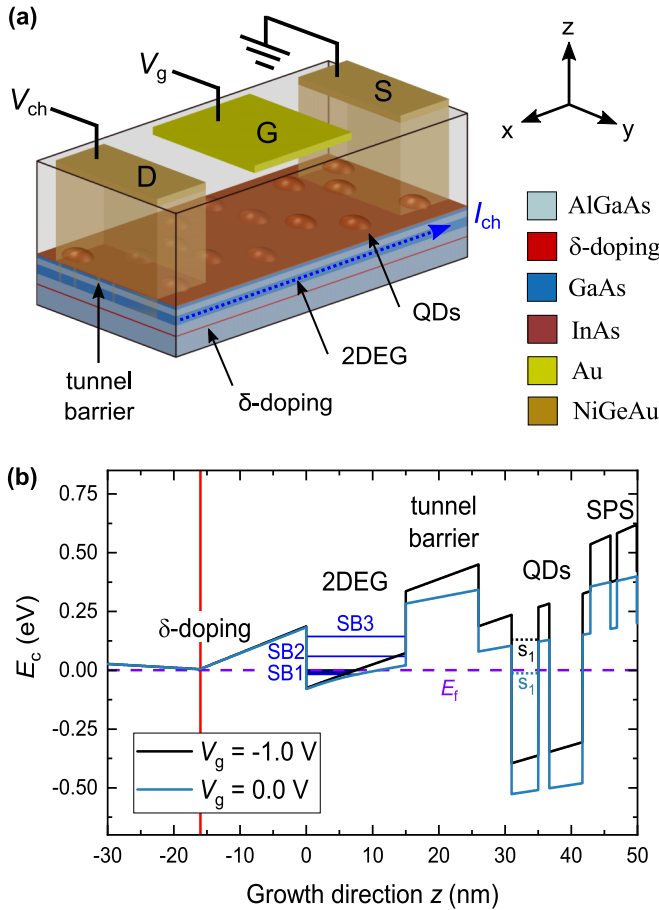 (a)
V_ch
V_g
D
G
S
z
x
y
I_ch
QDs
2DEG
δ-doping
tunnel
barrier
AlGaAs
δ-doping
GaAs
InAs
Au
NiGeAu
(b)
E_c (eV)
0.75
0.50
0.25
0.00
-0.25
-0.50
δ-doping
2DEG
tunnel
barrier
QDs
SPS
SB3
SB2
SB1
E_f
s_1
s_1
V_g = -1.0 V
V_g = 0.0 V
-30 -20 -10 0 10 20 30 40 50
Growth direction z (nm)